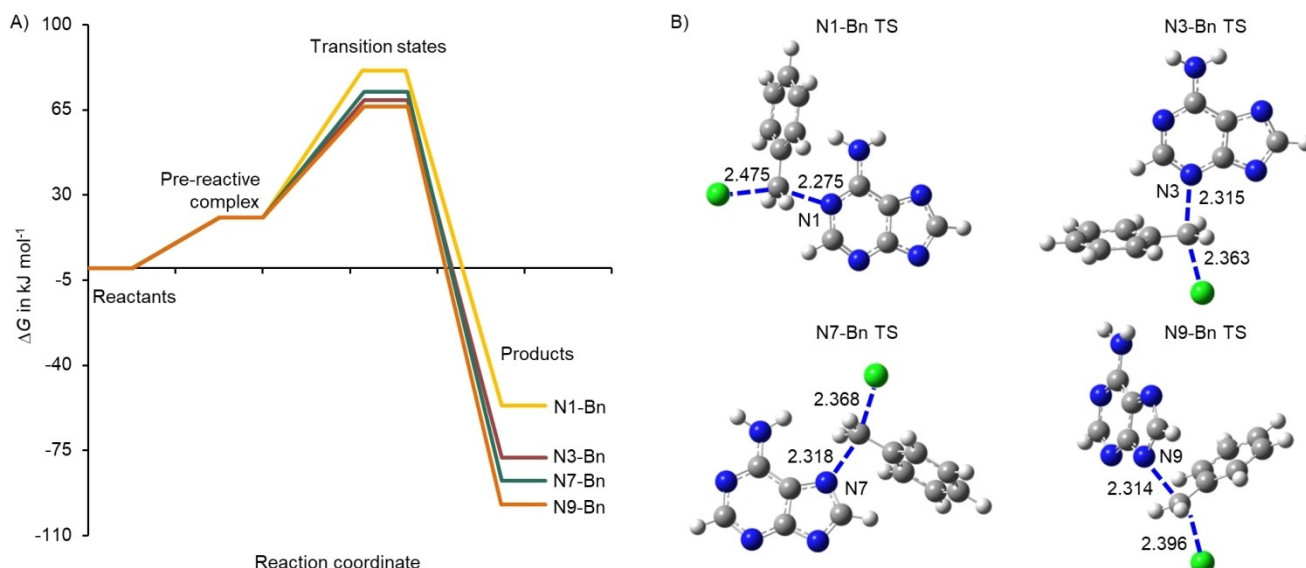 A)
100
65
30
-5
-40
-75
-110
ΔG in kJ mol-1
Transition states
Pre-reactive
complex
Reactants
Products
N1-Bn
N3-Bn
N7-Bn
N9-Bn
Reaction coordinate
B)
N1-Bn TS
2.475
2.275
N1
N3-Bn TS
N3
2.315
2.363
N7-Bn TS
2.368
2.318
N7
N9-Bn TS
N9
2.314
2.396